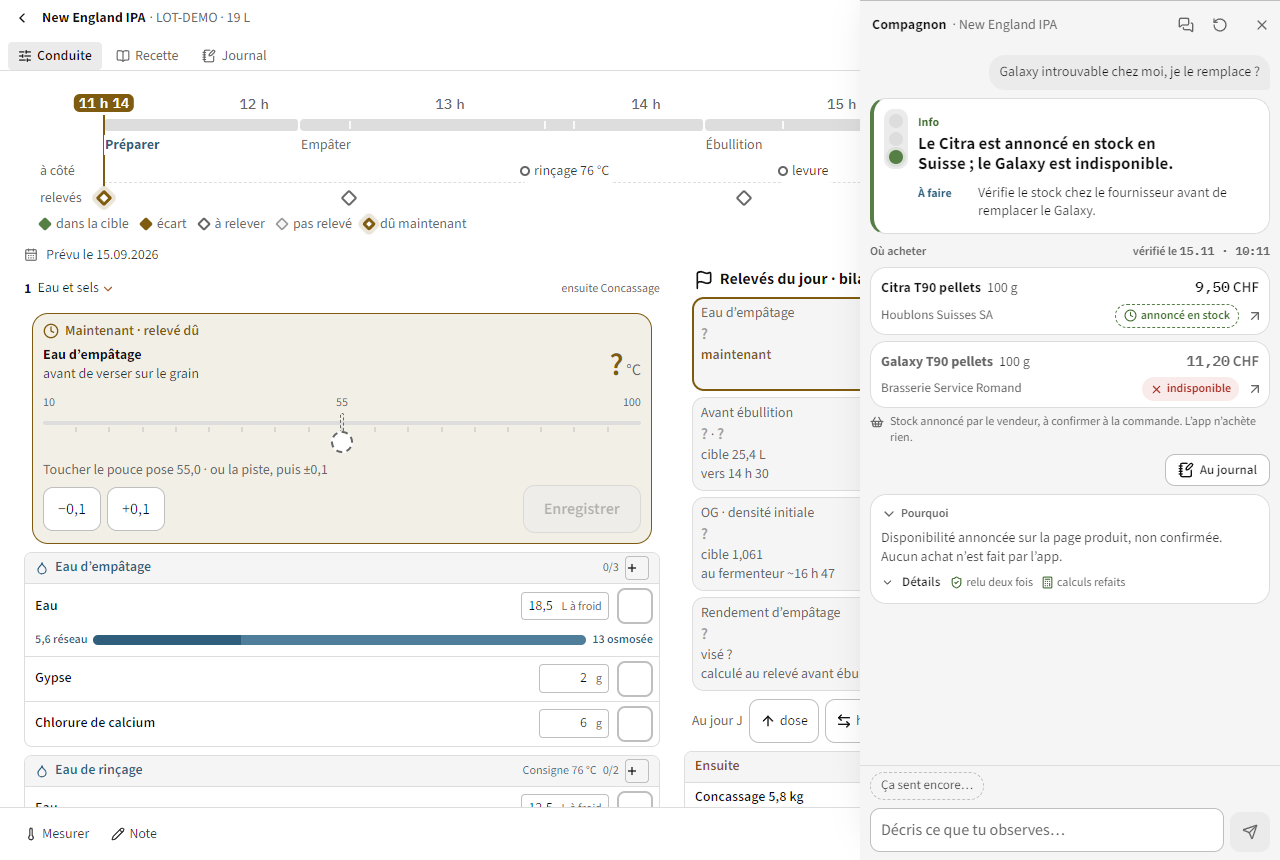 New England IPA · LOT-DEMO · 19 L
Conduite
Recette
Journal
11 h 14
12 h
13 h
14 h
15 h
Préparer
Empâter
Ébullition
à côté
rinçage 76 °C
levure
relevés
dans la cible
écart
à relever
pas relevé
dû maintenant
Prévu le 15.09.2026
1 Eau et sels
ensuite Concassage
Maintenant · relevé dû
Eau d’empâtage
avant de verser sur le grain
? °C
10
55
100
Toucher le pouce pose 55,0 · ou la piste, puis ±0,1
−0,1
+0,1
Enregistrer
Eau d’empâtage
0/3
+
Eau
18,5 L à froid
5,6 réseau
13 osmosée
Gypse
2 g
Chlorure de calcium
6 g
Eau de rinçage
Consigne 76 °C 0/2
+
Eau
12,5 L à froid
Mesurer
Note
Relevés du jour · bila
Eau d’empâtage
?
maintenant
Avant ébullition
? · ?
cible 25,4 L
vers 14 h 30
OG · densité initiale
?
cible 1,061
au fermenteur ~16 h 47
Rendement d’empâtage
?
visé ?
calculé au relevé avant ébu
Au jour J
dose
h
Ensuite
Concassage 5,8 kg
Compagnon · New England IPA
Galaxy introuvable chez moi, je le remplace ?
Info
Le Citra est annoncé en stock en
Suisse ; le Galaxy est indisponible.
À faire
Vérifie le stock chez le fournisseur avant de
remplacer le Galaxy.
Où acheter
vérifié le 15.11 · 10:11
Citra T90 pellets 100 g
9,50 CHF
Houblons Suisses SA
annoncé en stock
Galaxy T90 pellets 100 g
11,20 CHF
Brasserie Service Romand
indisponible
Stock annoncé par le vendeur, à confirmer à la commande. L’app n’achète
rien.
Au journal
Pourquoi
Disponibilité annoncée sur la page produit, non confirmée.
Aucun achat n’est fait par l’app.
Détails
relu deux fois
calculs refaits
Ça sent encore…
Décris ce que tu observes…